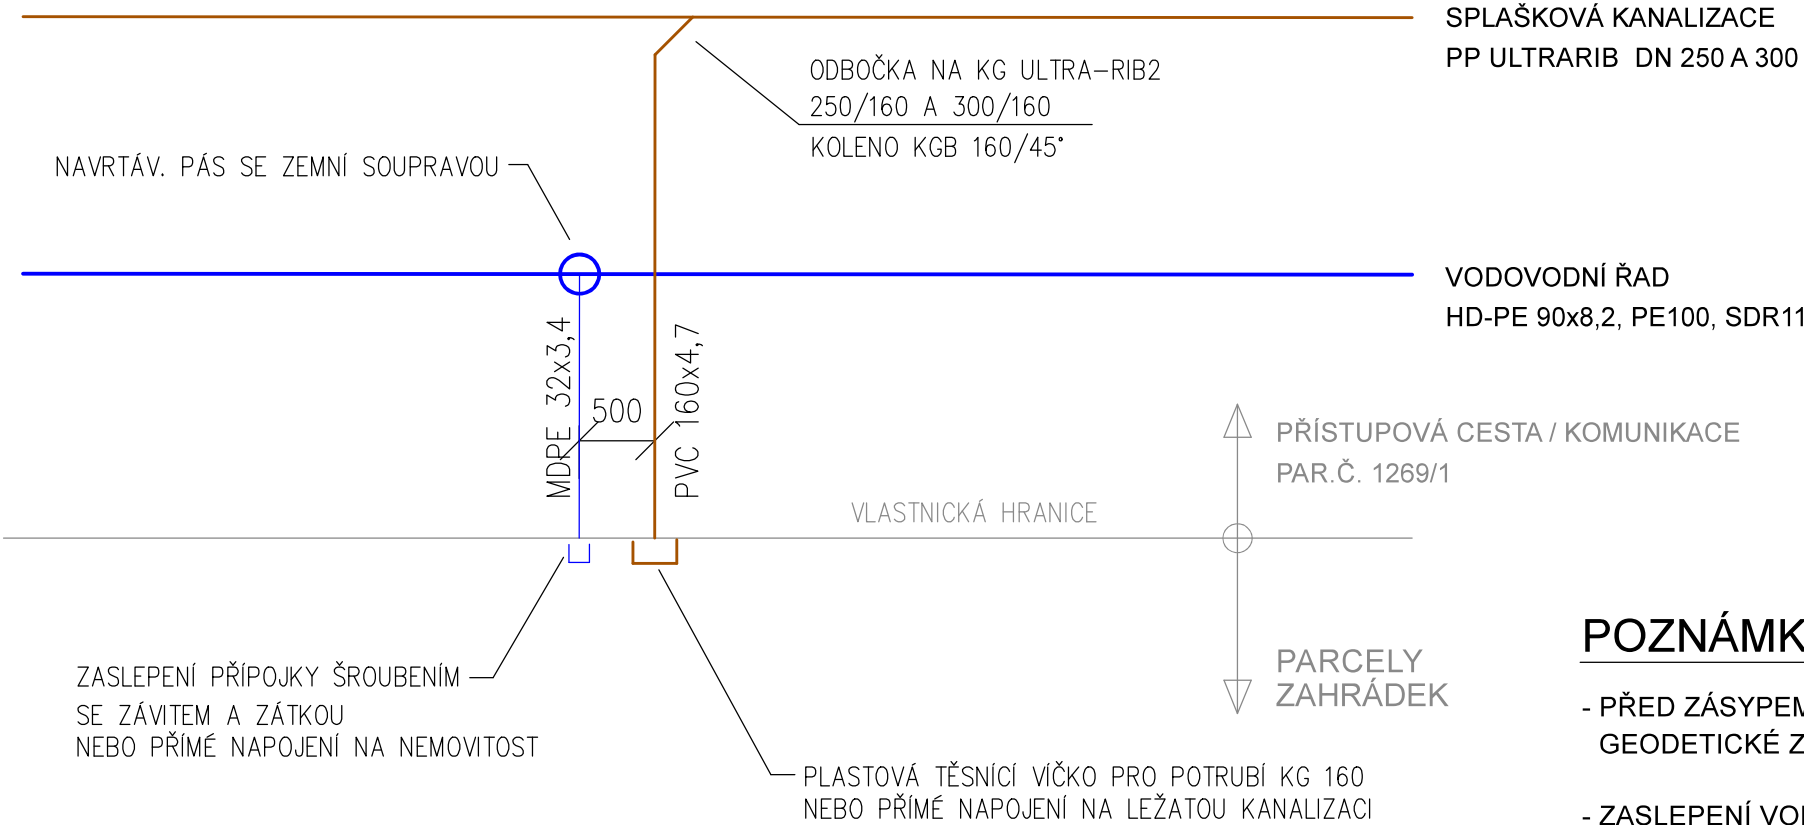 SPLAŠKOVÁ KANALIZACE
PP ULTRARIB DN 250 A 300
ODBOČKA NA KG ULTRA-RIB2
250/160 A 300/160
KOLENO KGB 160/45°
NAVRTÁV. PÁS SE ZEMNÍ SOUPRAVOU
VODOVODNÍ ŘAD
HD-PE 90x8,2, PE100, SDR11
MDPE 32x3,4
500
PVC 160x4,7
PŘÍSTUPOVÁ CESTA / KOMUNIKACE
PAR.Č. 1269/1
VLASTNICKÁ HRANICE
PARCELY
ZAHRÁDEK
ZASLEPENÍ PŘÍPOJKY ŠROUBENÍM
SE ZÁVITEM A ZÁTKOU
NEBO PŘÍMÉ NAPOJENÍ NA NEMOVITOST
PLASTOVÁ TĚSNÍCÍ VÍČKO PRO POTRUBÍ KG 160
NEBO PŘÍMÉ NAPOJENÍ NA LEŽATOU KANALIZACI
POZNÁMK
- PŘED ZÁSYPEM
GEODETICKÉ Z
- ZASLEPENÍ VOD